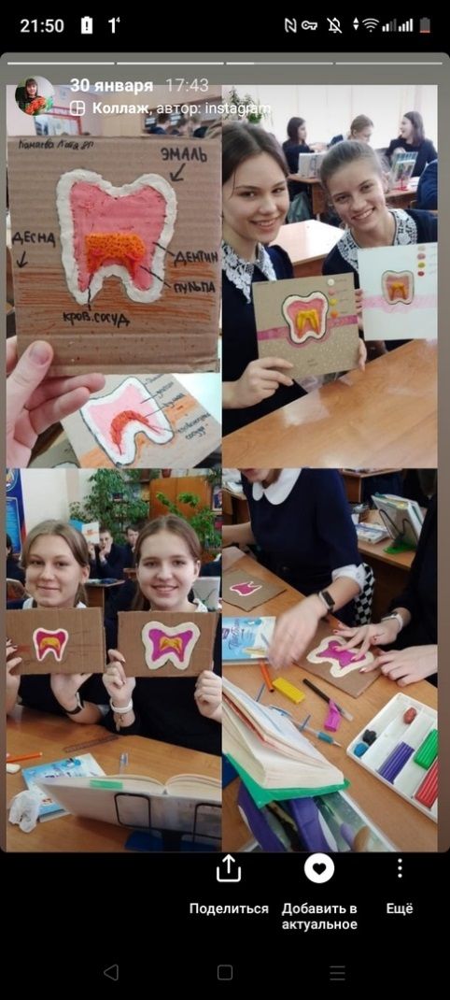 21:50
30 января 17:43
Коллаж, автор: instagram
ЭМАЛЬ
ДЕСНА
ДЕНТИН
ПУЛЬПА
КРОВ.СОСУД
Поделиться
Добавить в
актуальное
Ещё